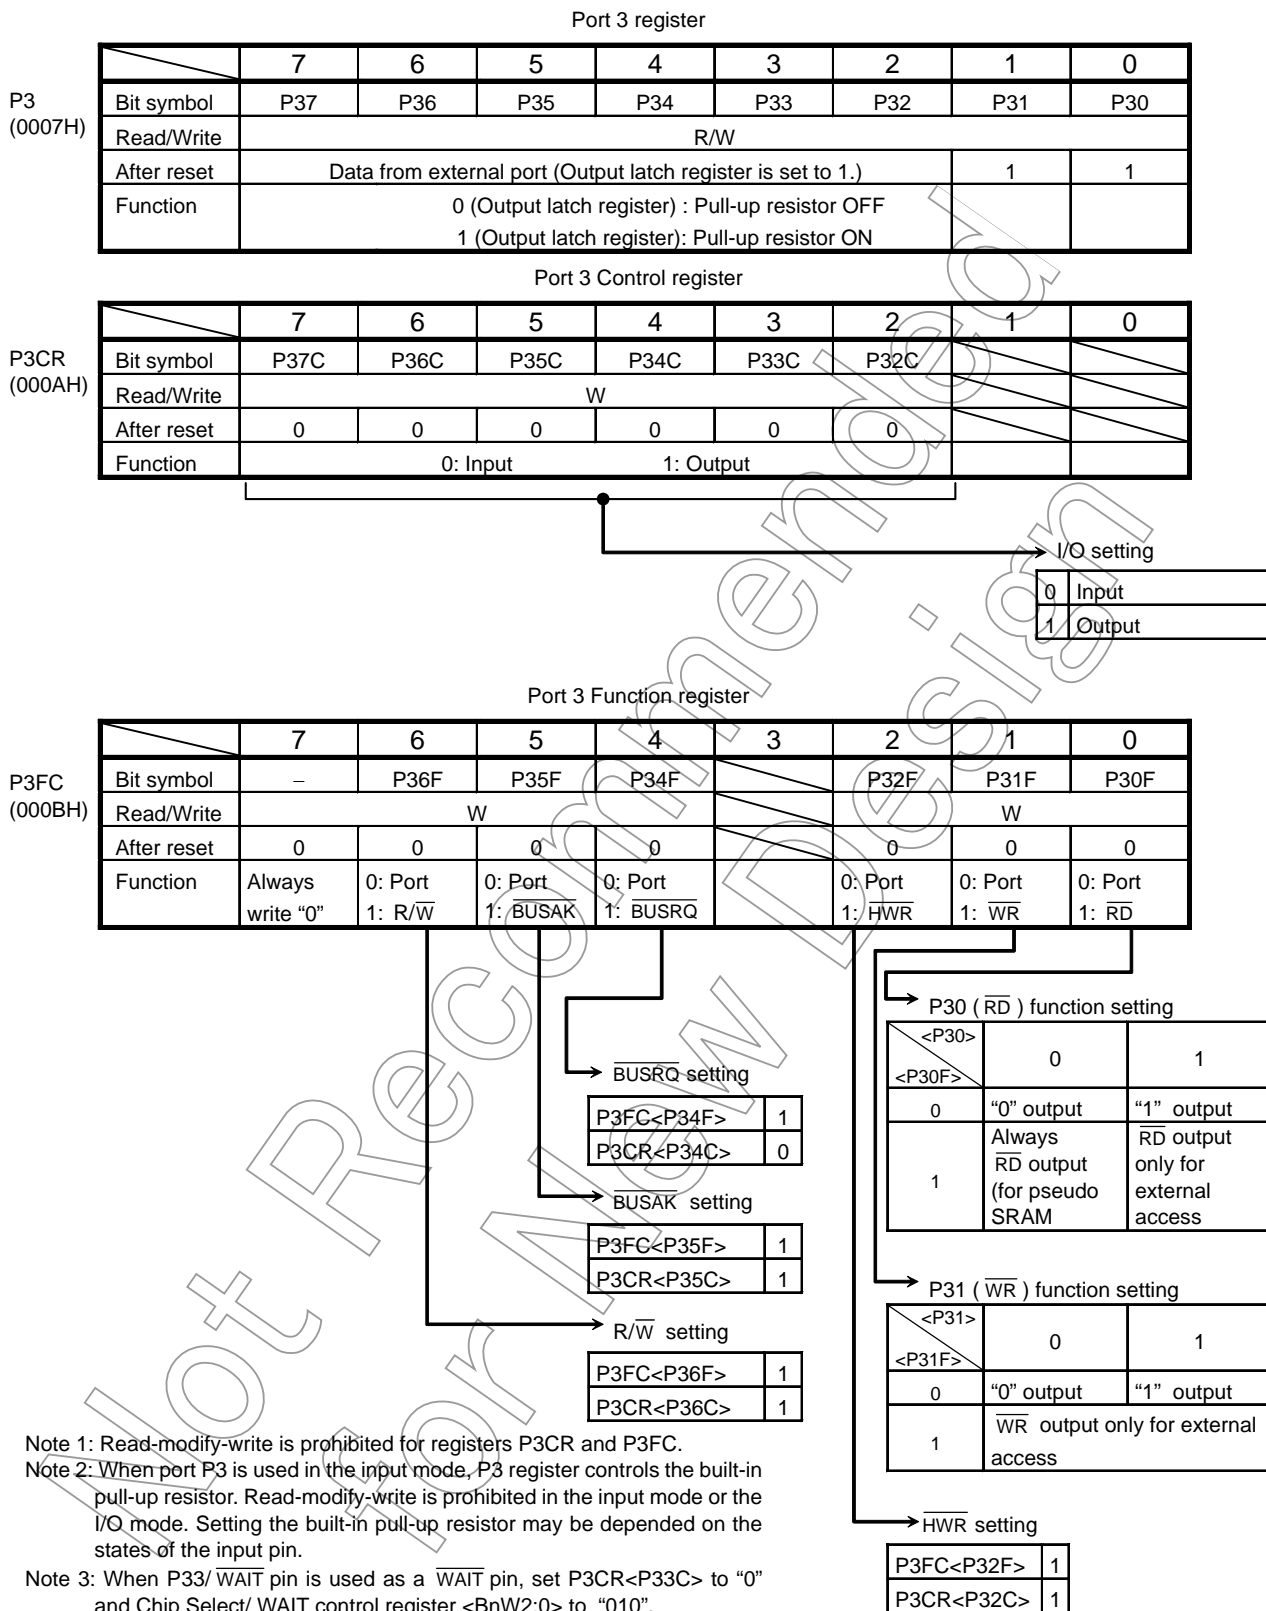 Port 3 register
7 6 5 4 3 2 1 0
P3
(0007H)
Bit symbol P37 P36 P35 P34 P33 P32 P31 P30
Read/Write R/W
After reset Data from external port (Output latch register is set to 1.) 1 1
Function 0 (Output latch register) : Pull-up resistor OFF
1 (Output latch register): Pull-up resistor ON
Port 3 Control register
7 6 5 4 3 2 1 0
P3CR
(000AH)
Bit symbol P37C P36C P35C P34C P33C P32C
Read/Write W
After reset 0 0 0 0 0 0
Function 0: Input 1: Output
I/O setting
0 Input
1 Output
Port 3 Function register
7 6 5 4 3 2 1 0
P3FC
(000BH)
Bit symbol – P36F P35F P34F P32F P31F P30F
Read/Write W W
After reset 0 0 0 0 0 0 0
Function Always 0: Port 0: Port 0: Port 0: Port 0: Port 0: Port
write “0” 1: R/W̅ 1: B̅U̅S̅A̅K̅ 1: B̅U̅S̅R̅Q̅ 1: H̅W̅R̅ 1: W̅R̅ 1: R̅D̅
B̅U̅S̅R̅Q̅ setting
P3FC<P34F> 1
P3CR<P34C> 0
B̅U̅S̅A̅K̅ setting
P3FC<P35F> 1
P3CR<P35C> 1
R/W̅ setting
P3FC<P36F> 1
P3CR<P36C> 1
P30 ( R̅D̅ ) function setting
<P30>
<P30F>
0 1
0 “0” output “1” output
1 Always R̅D̅ output
R̅D̅ output only for
(for pseudo external
SRAM access
P31 ( W̅R̅ ) function setting
<P31>
<P31F>
0 1
0 “0” output “1” output
1 W̅R̅ output only for external
access
H̅W̅R̅ setting
P3FC<P32F> 1
P3CR<P32C> 1
Note 1: Read-modify-write is prohibited for registers P3CR and P3FC.
Note 2: When port P3 is used in the input mode, P3 register controls the built-in
pull-up resistor. Read-modify-write is prohibited in the input mode or the
I/O mode. Setting the built-in pull-up resistor may be depended on the
states of the input pin.
Note 3: When P33/ W̅A̅I̅T̅ pin is used as a W̅A̅I̅T̅ pin, set P3CR<P33C> to “0”
and Chip Select/ WAIT control register <BnW2:0> to “010”.
Not Recommended
for New Design